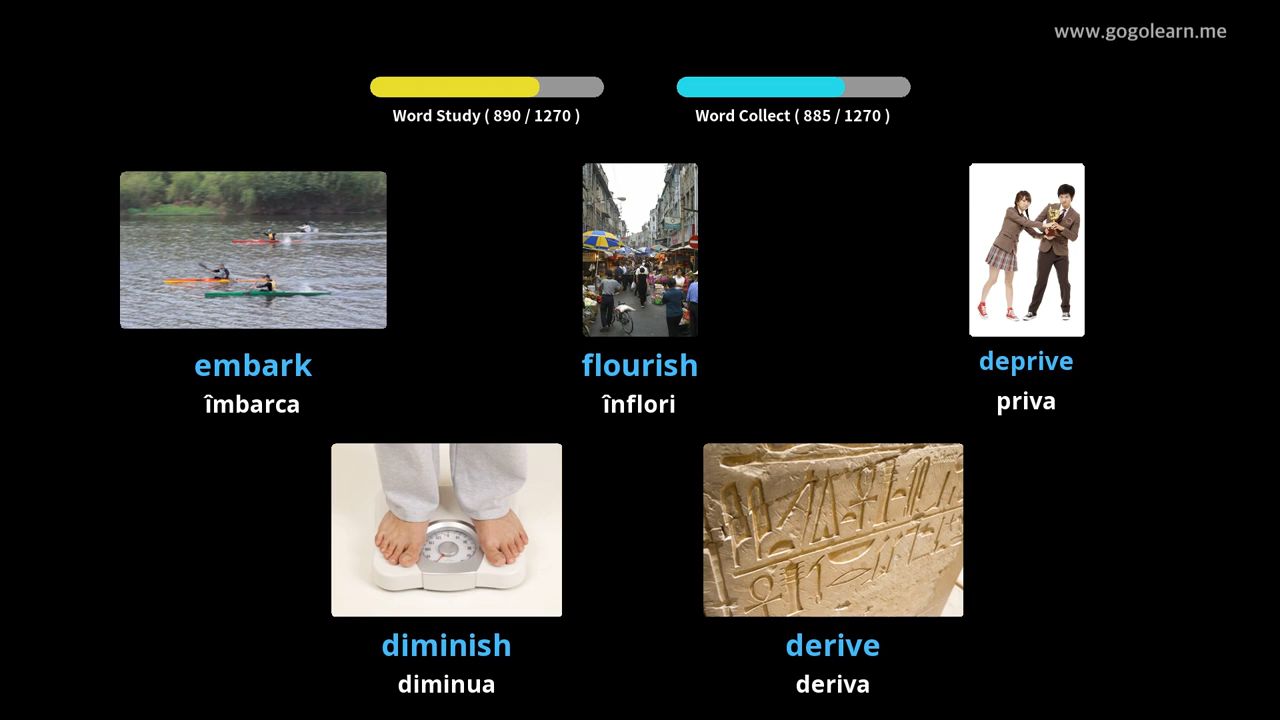 www.gogolearn.me
Word Study ( 890 / 1270 )
Word Collect ( 885 / 1270 )
embark
îmbarca
flourish
înflori
deprive
priva
diminish
diminua
derive
deriva